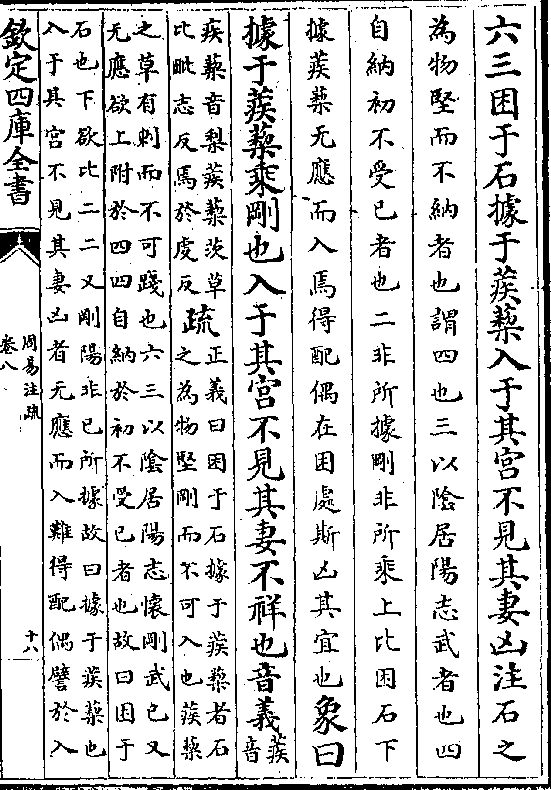 六三困于石據于蒺蔾入于其宮不見其妻凶注石之
為物堅而不納者也謂四也三以陰居陽志武者也四
自納初不受已者也二非所據剛非所乘上比困石下
據蒺蔾无應而入焉得配偶在困處斯凶其宜也象曰
據于蒺蔾乘剛也入于其宮不見其妻不祥也音義蒺音
疾蔾音梨蒺蔾茨草
比毗志反焉於虔反疏正義曰困于石據于蒺蔾者石
之為物堅剛而不可入也蒺蔾
之草有刺而不可踐也六三以陰居陽志懷剛武已又
无應欲上附於四四自納於初不受已者也故曰困于
石也下欲比二二又剛陽非已所據故曰據于蒺蔾也
入于其宮不見其妻凶者无應而入難得配偶譬於入
欽定四庫全書
周易注疏
卷八
十八